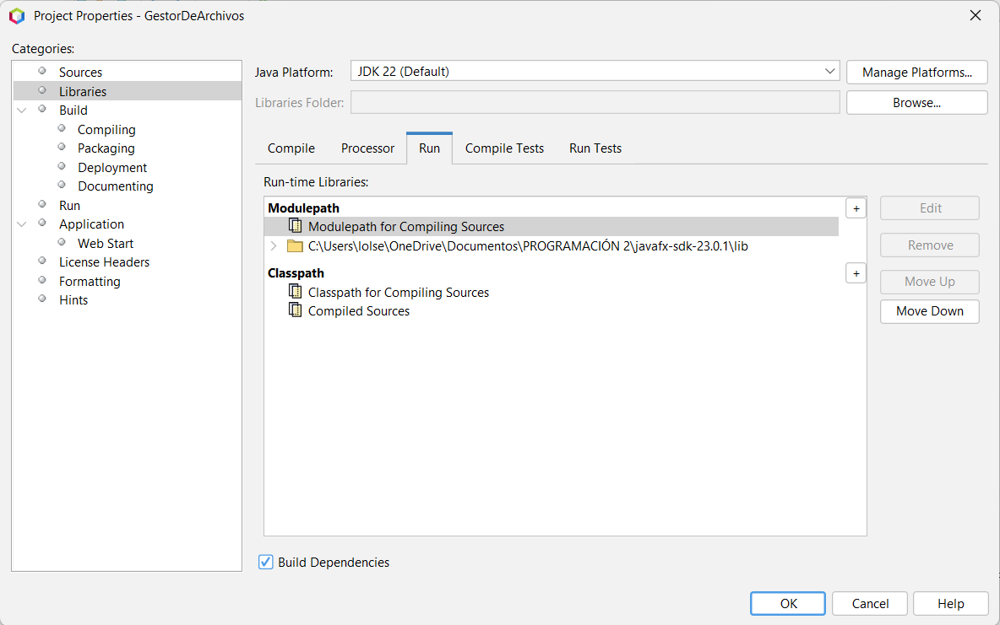 Project Properties - GestorDeArchivos
Categories:
Sources
Libraries
Build
Compiling
Packaging
Deployment
Documenting
Run
Application
Web Start
License Headers
Formatting
Hints
Java Platform: JDK 22 (Default) Manage Platforms...
Libraries Folder: Browse...
Compile Processor Run Compile Tests Run Tests
Run-time Libraries:
Modulepath + Edit
Modulepath for Compiling Sources
C:\Users\lolse\OneDrive\Documentos\PROGRAMACIÓN 2\javafx-sdk-23.0.1\lib Remove
Classpath + Move Up
Classpath for Compiling Sources
Compiled Sources Move Down
Build Dependencies
OK Cancel Help